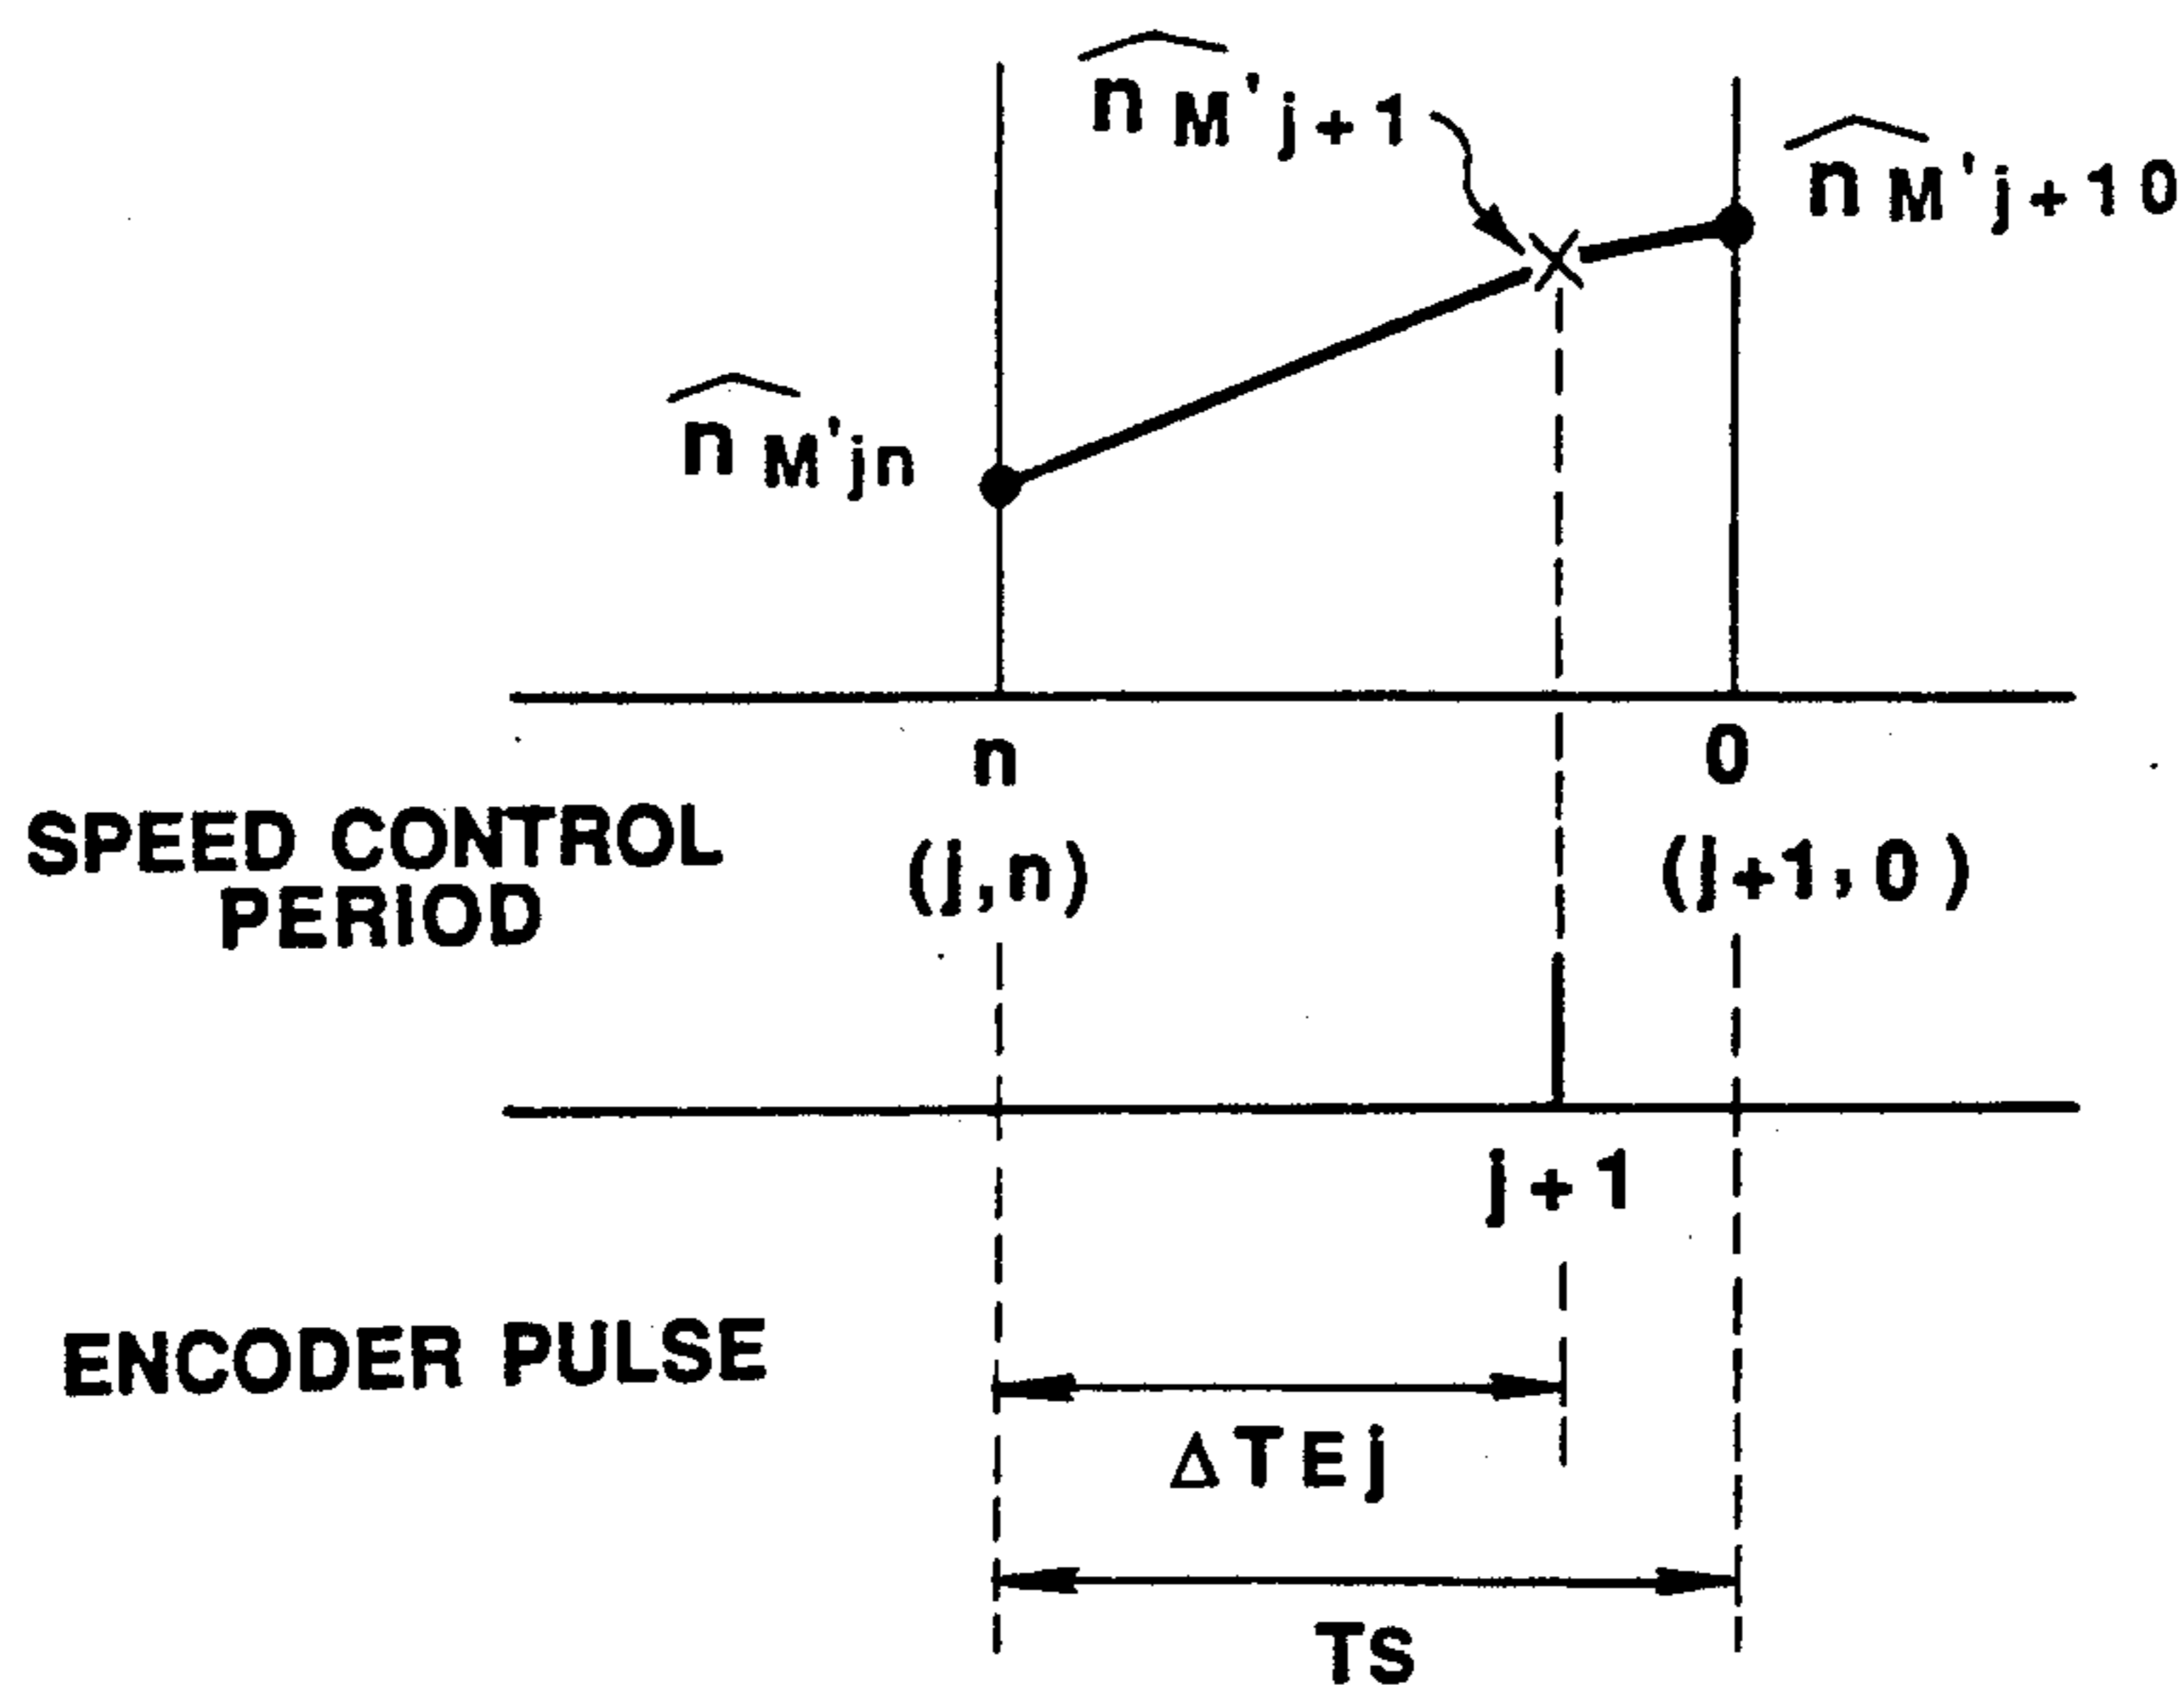 n̂M'j+1
n̂M'j+10
n̂M'jn
n
0
SPEED CONTROL
PERIOD
(j,n)
(j+1,0)
j+1
ENCODER PULSE
ΔTEj
TS